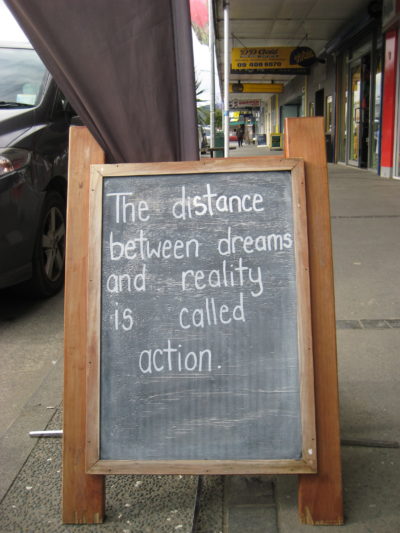 The distance
between dreams
and reality
is called
action.